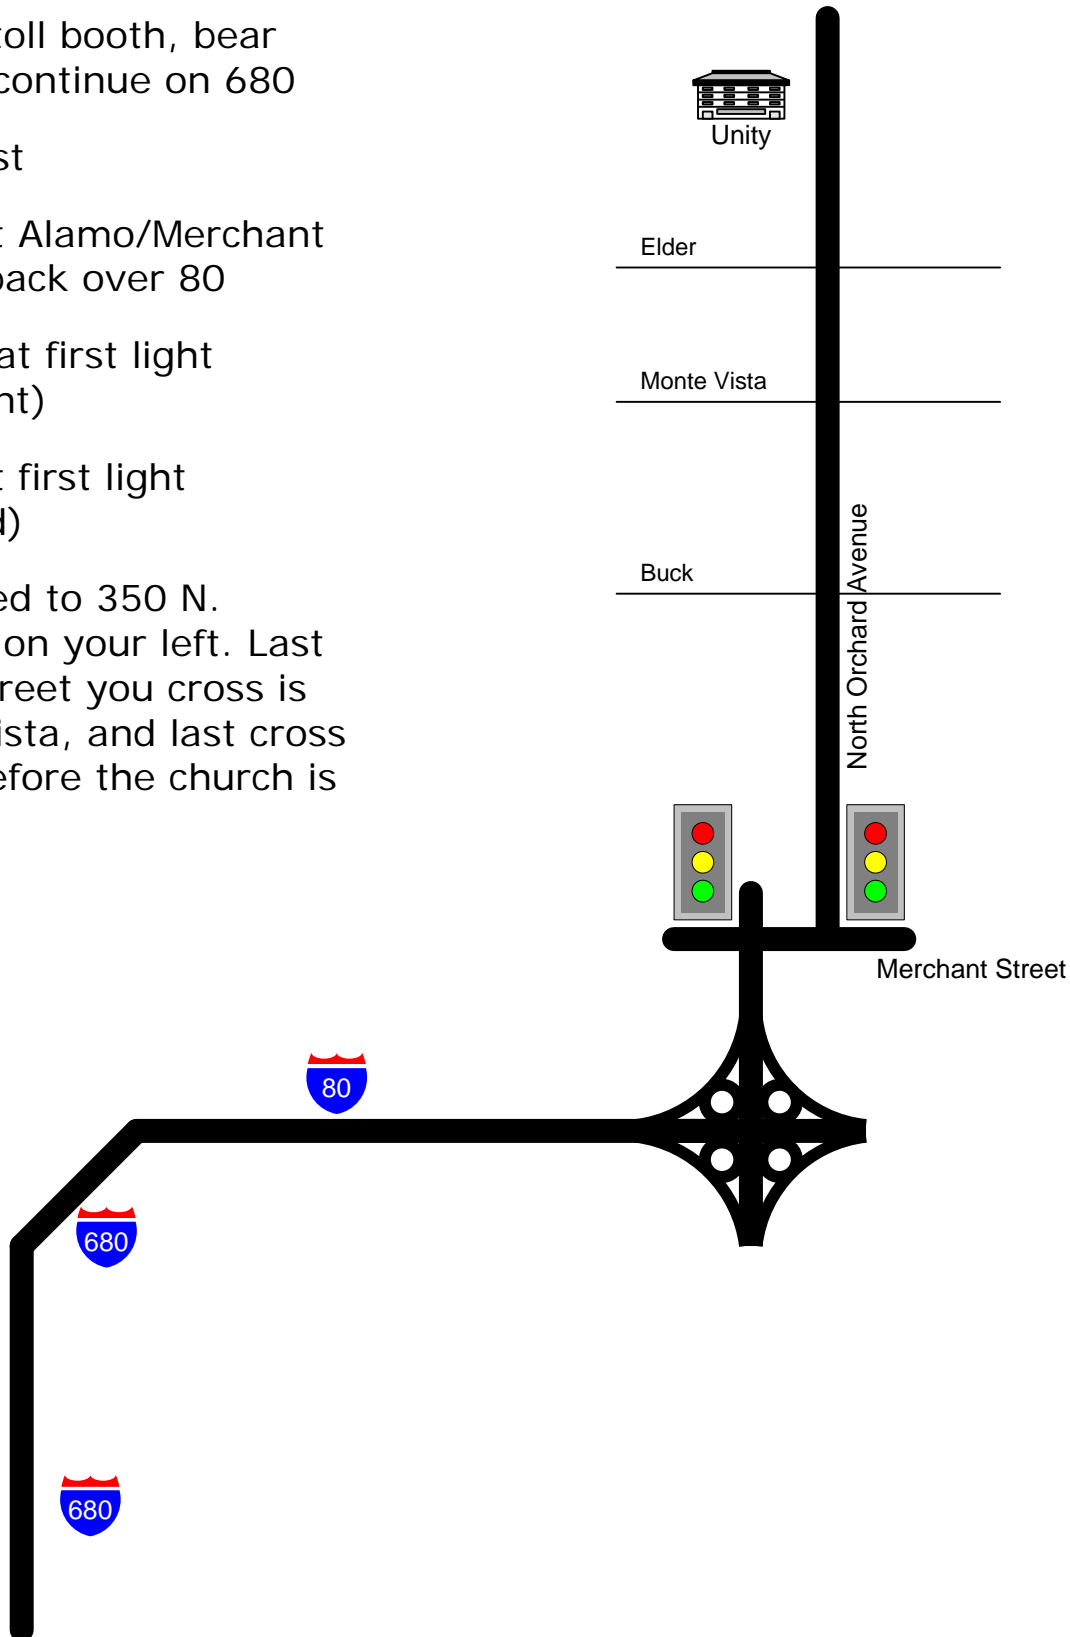 toll booth, bear
continue on 680
st
t Alamo/Merchant
back over 80
at first light
nt)
t first light
d)
ed to 350 N.
on your left. Last
reet you cross is
ista, and last cross
efore the church is
Unity
Elder
Monte Vista
Buck
North Orchard Avenue
Merchant Street
80
680
680